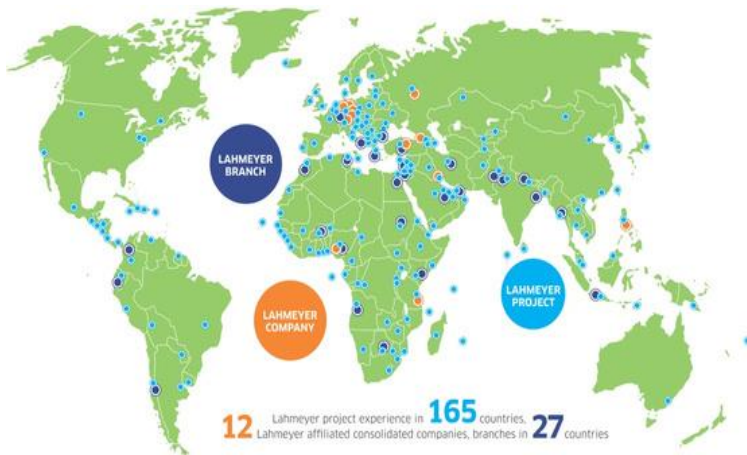 LAHMEYER
BRANCH
LAHMEYER
COMPANY
LAHMEYER
PROJECT
Lahmeyer project experience in 165 countries.
12 Lahmeyer affiliated consolidated companies, branches in 27 countries